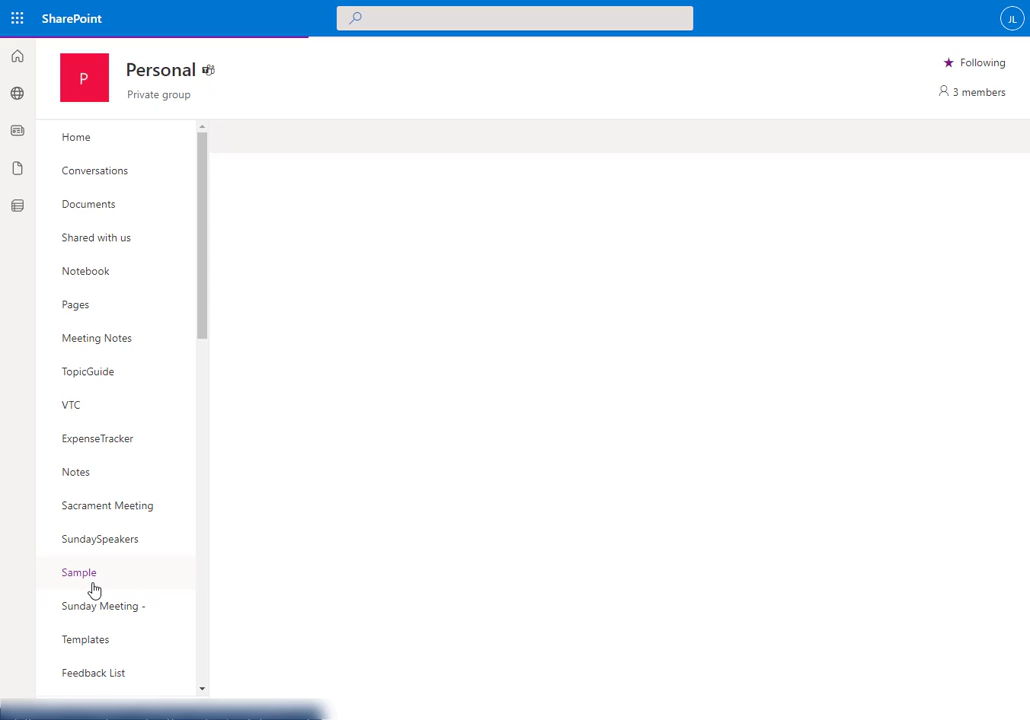 SharePoint
JL
P
Personal
Private group
Following
3 members
Home
Conversations
Documents
Shared with us
Notebook
Pages
Meeting Notes
TopicGuide
VTC
ExpenseTracker
Notes
Sacrament Meeting
SundaySpeakers
Sample
Sunday Meeting -
Templates
Feedback List